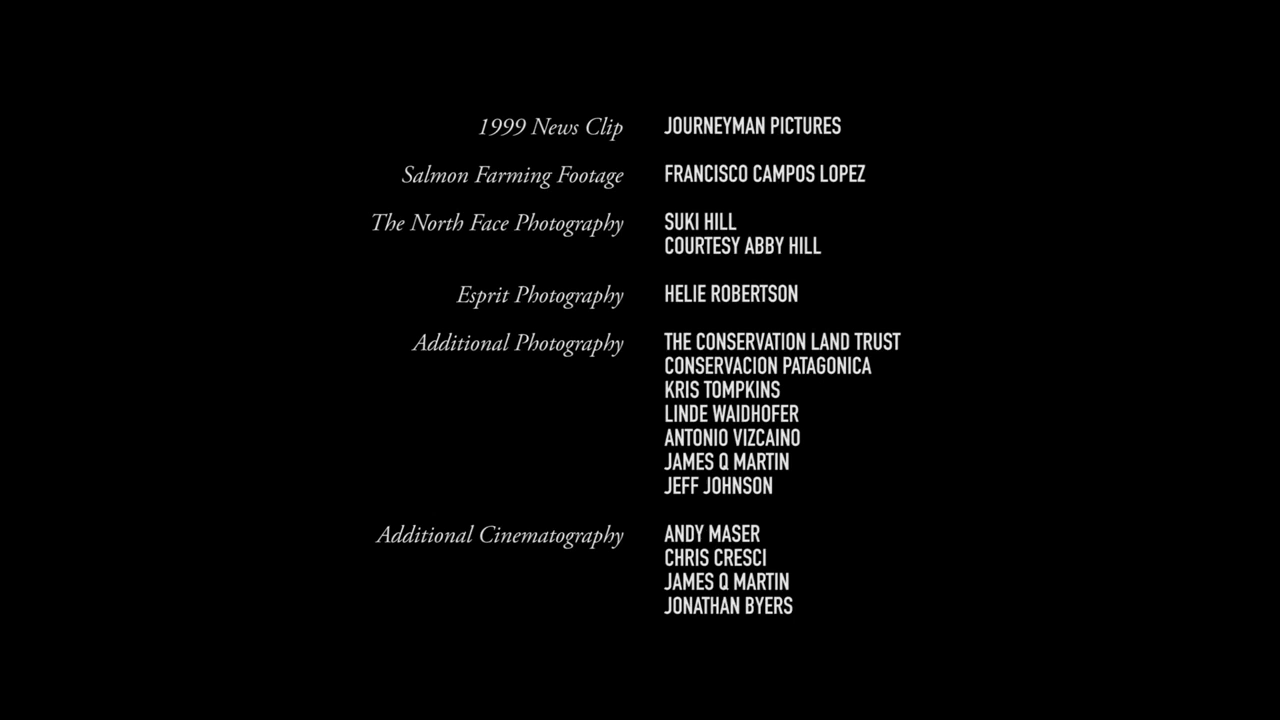 1999 News Clip JOURNEYMAN PICTURES
Salmon Farming Footage FRANCISCO CAMPOS LOPEZ
The North Face Photography SUKI HILL
COURTESY ABBY HILL
Esprit Photography HELIE ROBERTSON
Additional Photography THE CONSERVATION LAND TRUST
CONSERVACION PATAGONICA
KRIS TOMPKINS
LINDE WAIDHOFER
ANTONIO VIZCAINO
JAMES Q MARTIN
JEFF JOHNSON
Additional Cinematography ANDY MASER
CHRIS CRESCI
JAMES Q MARTIN
JONATHAN BYERS